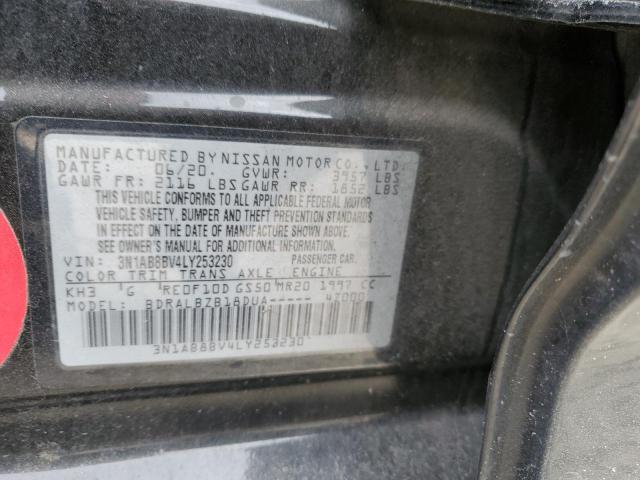 MANUFACTURED BY NISSAN MOTOR CO., LTD.
DATE: 06/20. GVWR: 3957 LBS
GAWR FR: 2116 LBS GAWR RR: 1852 LBS
THIS VEHICLE CONFORMS TO ALL APPLICABLE FEDERAL MOTOR
VEHICLE SAFETY, BUMPER AND THEFT PREVENTION STANDARDS
IN EFFECT ON THE DATE OF MANUFACTURE SHOWN ABOVE.
SEE OWNER'S MANUAL FOR ADDITIONAL INFORMATION.
VIN: 3N1AB8BV4LY253230 PASSENGER CAR.
COLOR TRIM TRANS AXLE ENGINE
KH3 G RE0F10D GS50 MR20 1997 CC
MODEL: BDRALBZB18DUA----- 4Z000
3N1AB8BV4LY253230